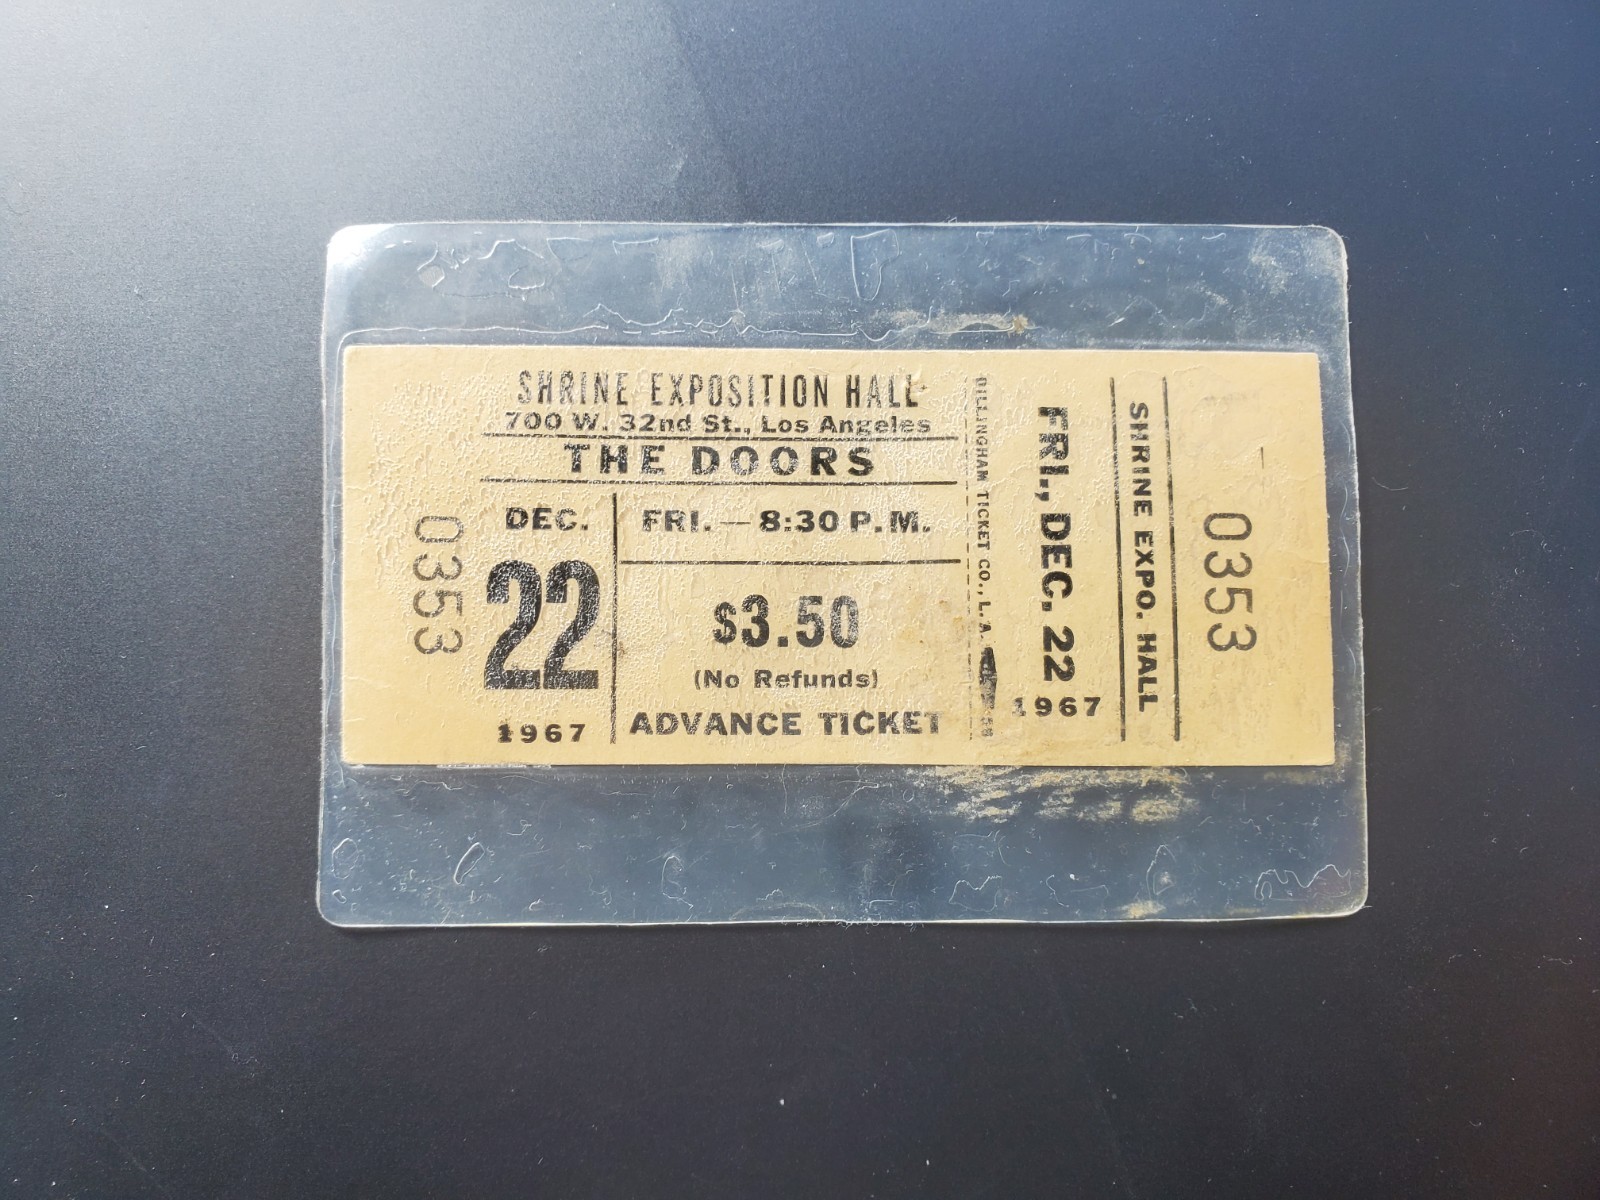 0353
SHRINE EXPOSITION HALL
700 W. 32nd St., Los Angeles
THE DOORS
DEC.
22
1967
FRI. — 8:30 P.M.
$3.50
(No Refunds)
ADVANCE TICKET
DILLINGHAM TICKET CO., L. A.
FRI., DEC. 22
1967
SHRINE EXPO. HALL
0353